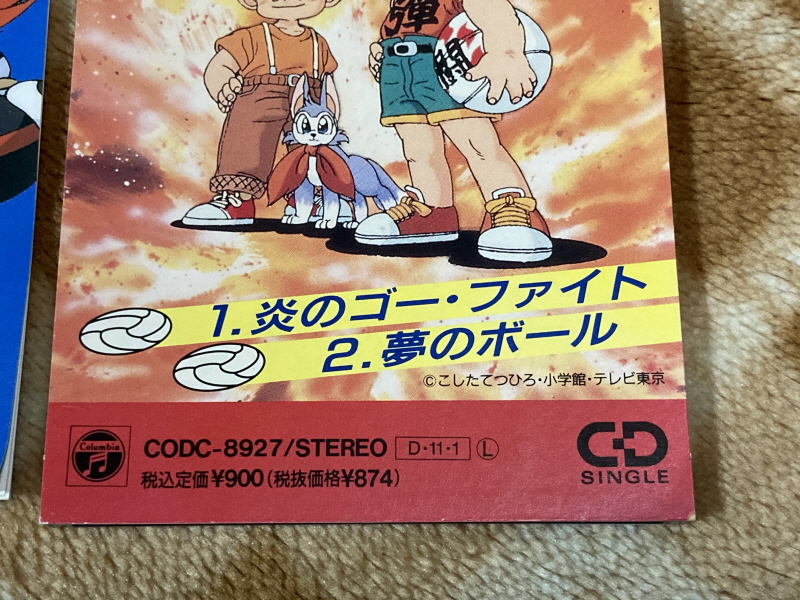 彈
闘
1.炎のゴー・ファイト
2.夢のボール
©こしたてつひろ・小学館・テレビ東京
Columbia
CODC-8927/STEREO D・11・1 Ⓛ
税込定価¥900(税抜価格¥874)
CD
SINGLE